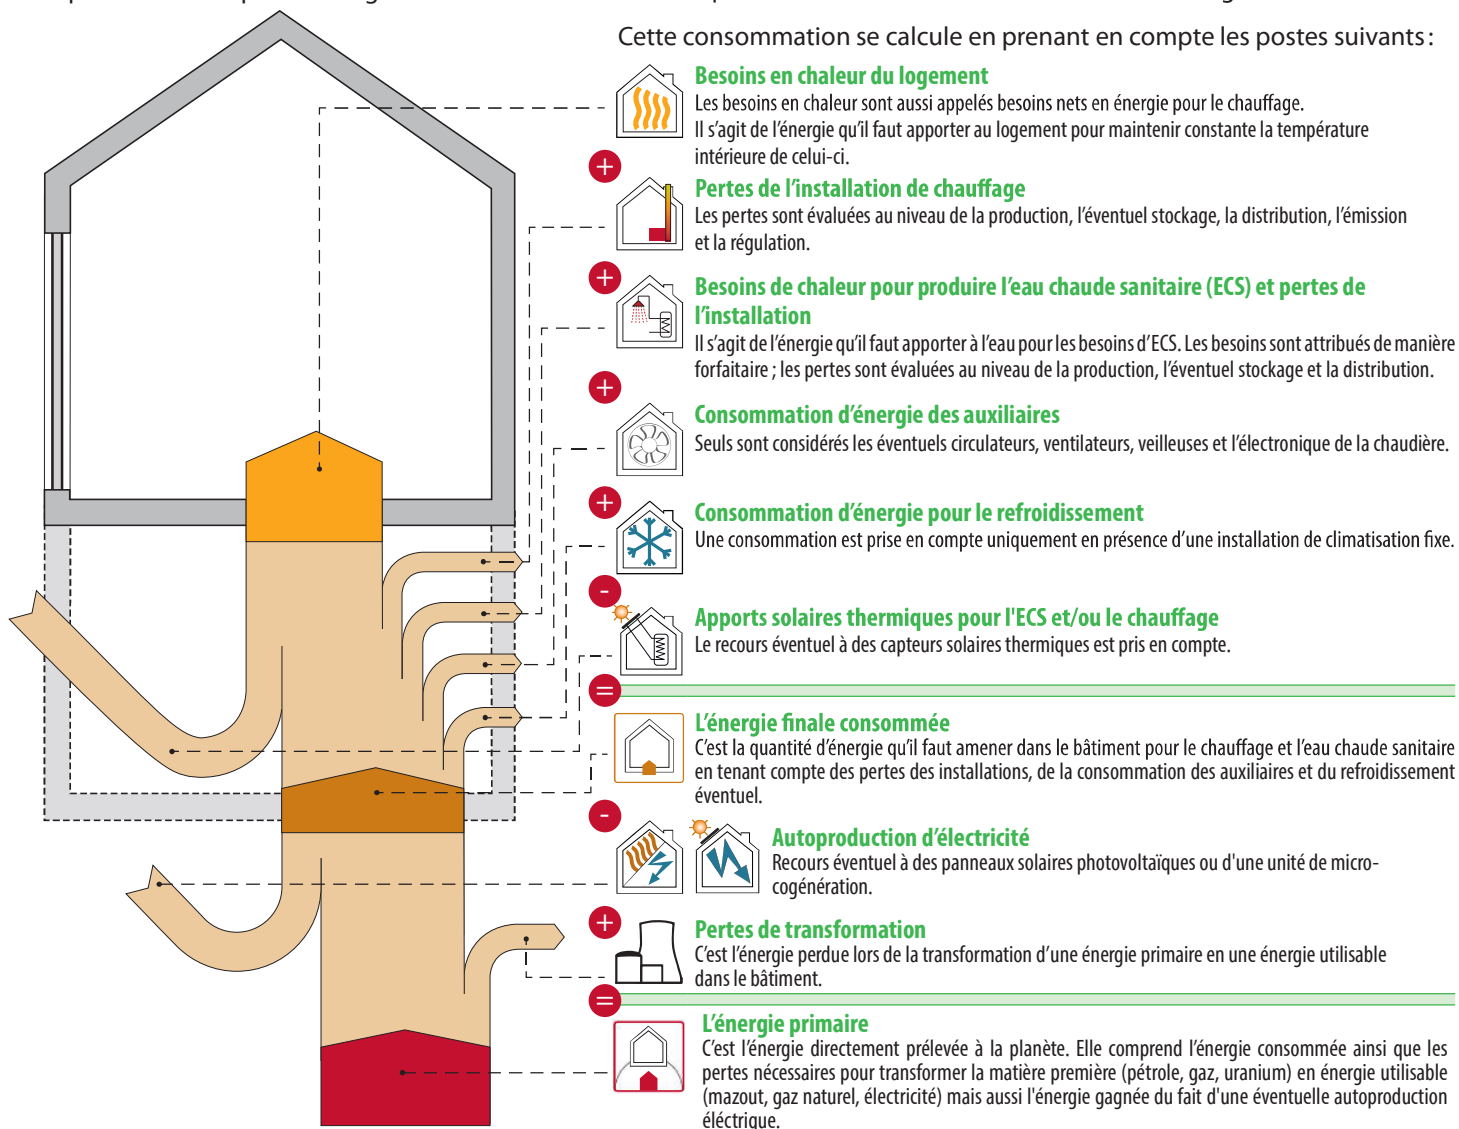 Cette consommation se calcule en prenant en compte les postes suivants :
Besoins en chaleur du logement
Les besoins en chaleur sont aussi appelés besoins nets en énergie pour le chauffage.
Il s’agit de l’énergie qu’il faut apporter au logement pour maintenir constante la température
intérieure de celui-ci.
+
Pertes de l’installation de chauffage
Les pertes sont évaluées au niveau de la production, l’éventuel stockage, la distribution, l’émission
et la régulation.
+
Besoins de chaleur pour produire l’eau chaude sanitaire (ECS) et pertes de
l’installation
Il s’agit de l’énergie qu’il faut apporter à l’eau pour les besoins d’ECS. Les besoins sont attribués de manière
forfaitaire ; les pertes sont évaluées au niveau de la production, l’éventuel stockage et la distribution.
+
Consommation d’énergie des auxiliaires
Seuls sont considérés les éventuels circulateurs, ventilateurs, veilleuses et l’électronique de la chaudière.
+
Consommation d’énergie pour le refroidissement
Une consommation est prise en compte uniquement en présence d’une installation de climatisation fixe.
-
Apports solaires thermiques pour l'ECS et/ou le chauffage
Le recours éventuel à des capteurs solaires thermiques est pris en compte.
=
L’énergie finale consommée
C’est la quantité d’énergie qu’il faut amener dans le bâtiment pour le chauffage et l’eau chaude sanitaire
en tenant compte des pertes des installations, de la consommation des auxiliaires et du refroidissement
éventuel.
-
Autoproduction d’électricité
Recours éventuel à des panneaux solaires photovoltaïques ou d'une unité de micro-
cogénération.
+
Pertes de transformation
C’est l’énergie perdue lors de la transformation d’une énergie primaire en une énergie utilisable
dans le bâtiment.
=
L’énergie primaire
C’est l’énergie directement prélevée à la planète. Elle comprend l’énergie consommée ainsi que les
pertes nécessaires pour transformer la matière première (pétrole, gaz, uranium) en énergie utilisable
(mazout, gaz naturel, électricité) mais aussi l'énergie gagnée du fait d'une éventuelle autoproduction
éléctrique.